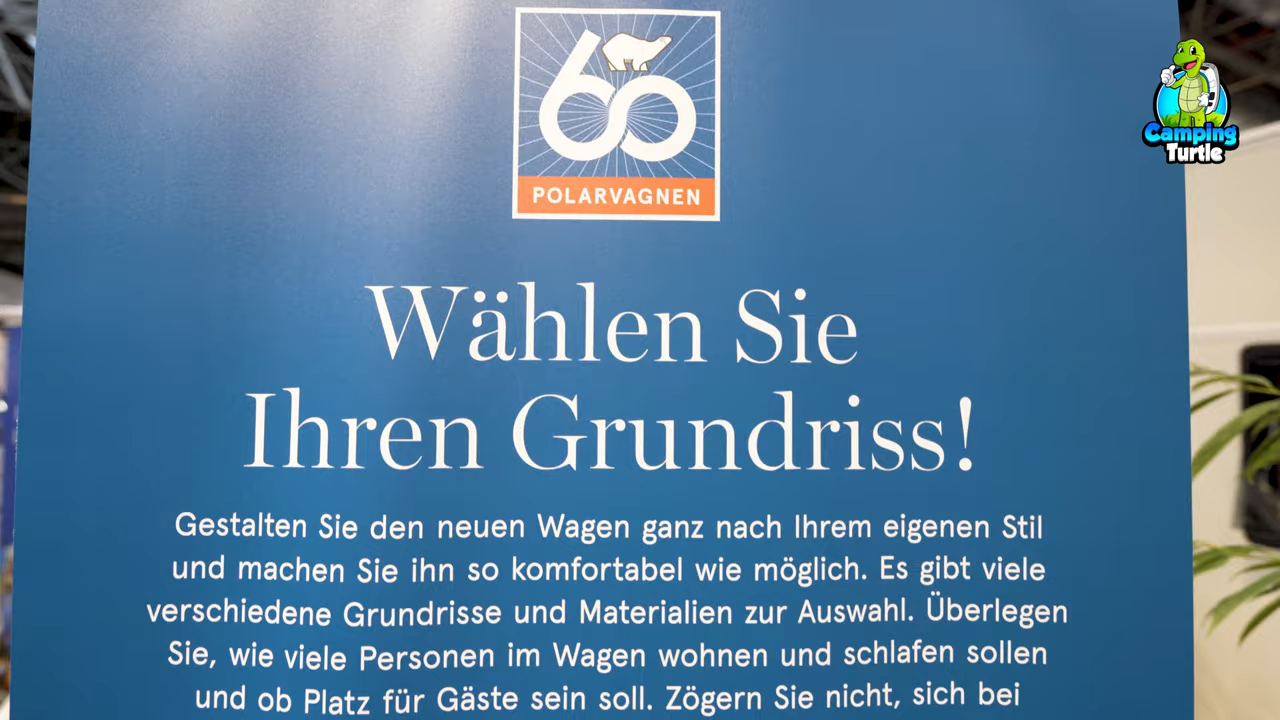 60
POLARVAGNEN
Camping
Turtle
Wählen Sie
Ihren Grundriss!
Gestalten Sie den neuen Wagen ganz nach Ihrem eigenen Stil
und machen Sie ihn so komfortabel wie möglich. Es gibt viele
verschiedene Grundrisse und Materialien zur Auswahl. Überlegen
Sie, wie viele Personen im Wagen wohnen und schlafen sollen
und ob Platz für Gäste sein soll. Zögern Sie nicht, sich bei